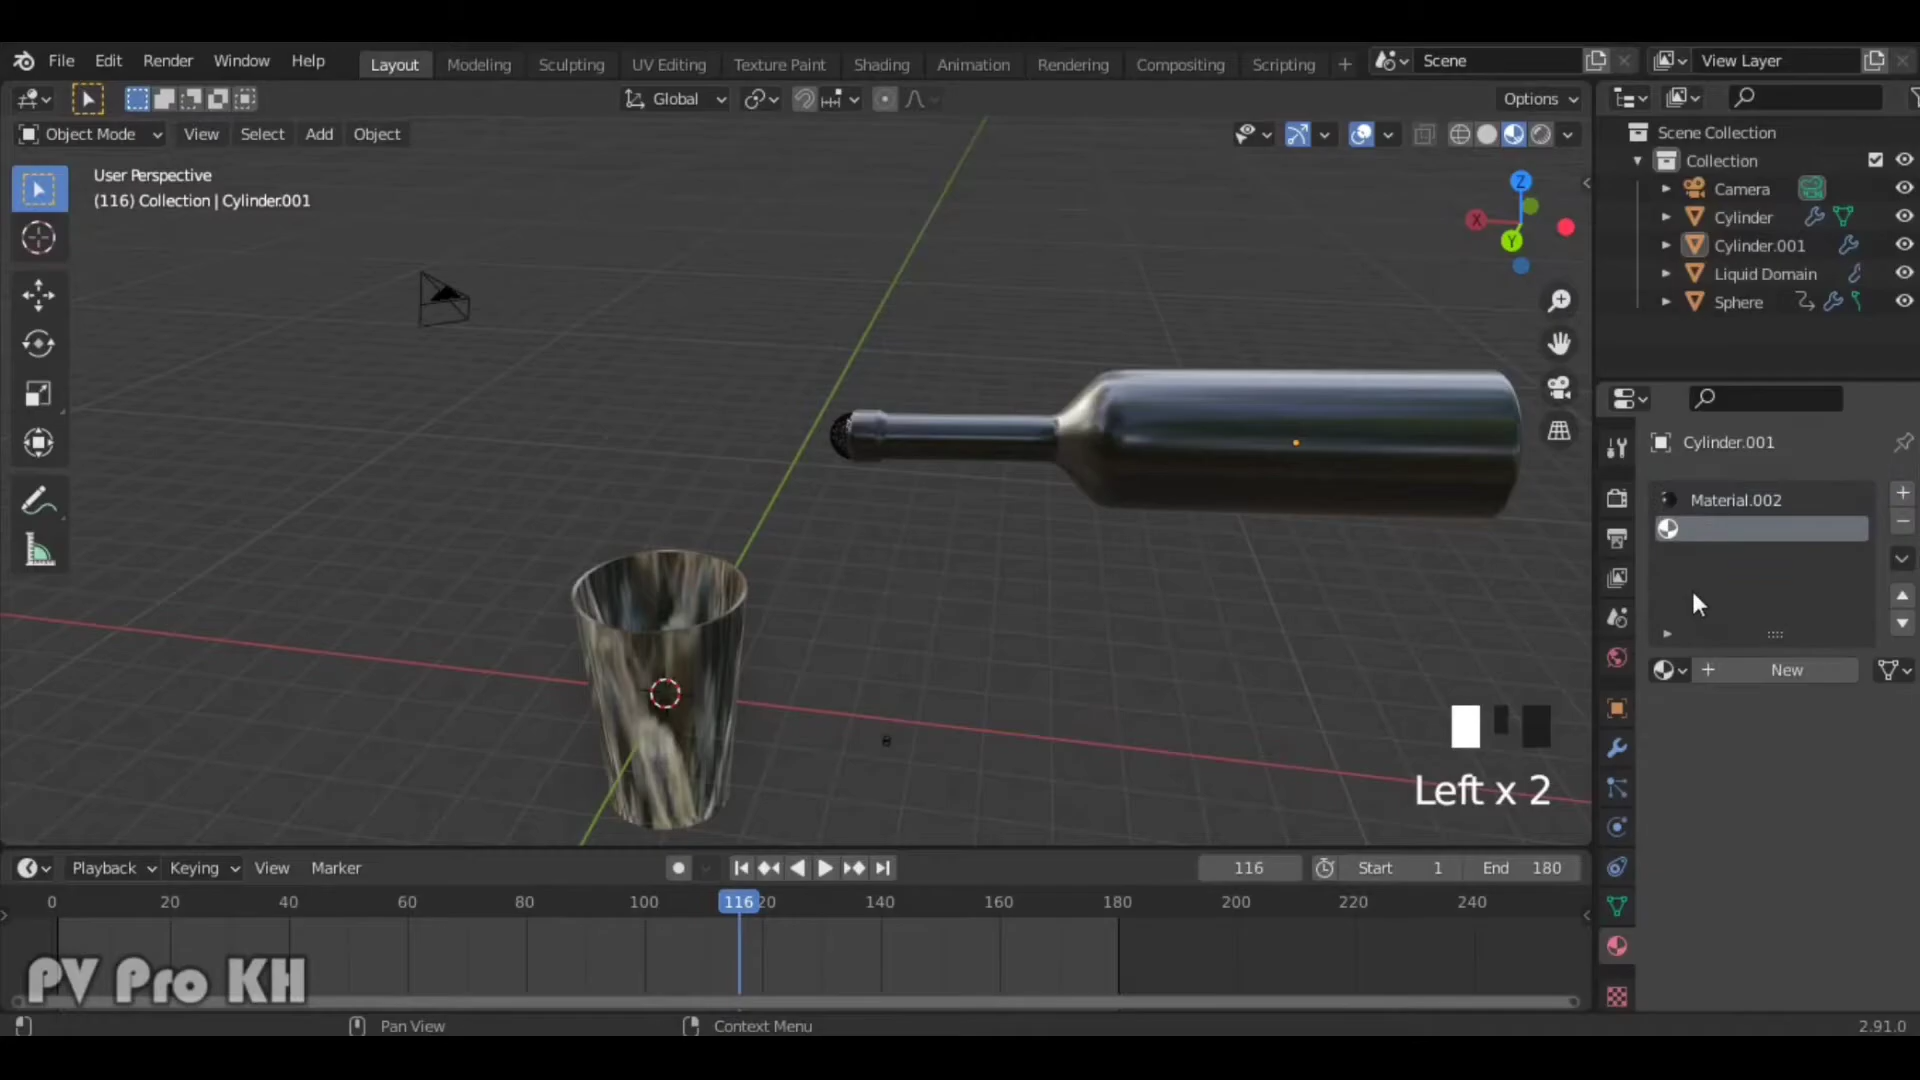 File Edit Render Window Help Layout Modeling Sculpting UV Editing Texture Paint Shading Animation Rendering Compositing Scripting + Scene View Layer
Global Options
Object Mode View Select Add Object
User Perspective
(116) Collection | Cylinder.001
Z
X
Y
Scene Collection
Collection
Camera
Cylinder
Cylinder.001
Liquid Domain
Sphere
Cylinder.001
Material.002
New
Left x 2
Playback Keying View Marker 116 Start 1 End 180
0 20 40 60 80 100 116 20 140 160 180 200 220 240
PV Pro KH
Pan View Context Menu 2.91.0